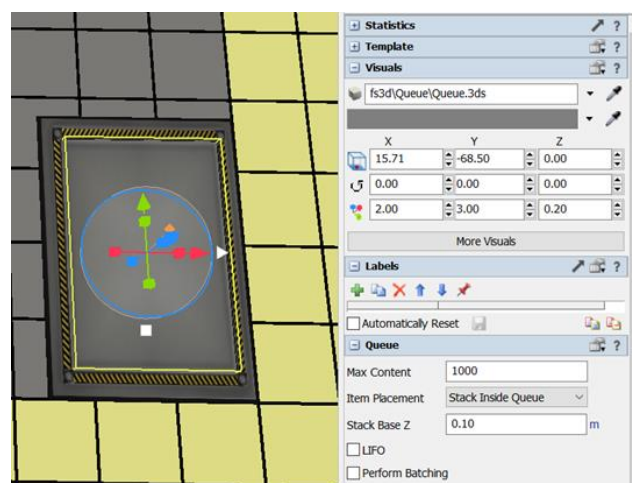 Statistics ?
Template ?
Visuals ?
fs3d\Queue\Queue.3ds
X Y Z
15.71 -68.50 0.00
0.00 0.00 0.00
2.00 3.00 0.20
More Visuals
Labels ?
Automatically Reset
Queue ?
Max Content 1000
Item Placement Stack Inside Queue
Stack Base Z 0.10 m
LIFO
Perform Batching